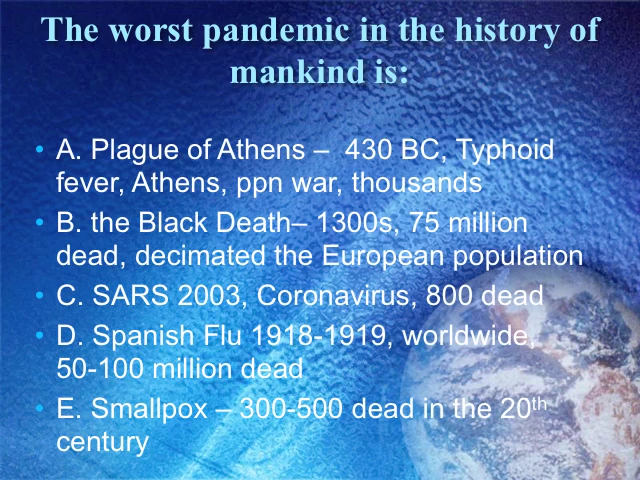 The worst pandemic in the history of
mankind is:
• A. Plague of Athens – 430 BC, Typhoid
fever, Athens, ppn war, thousands
• B. the Black Death– 1300s, 75 million
dead, decimated the European population
• C. SARS 2003, Coronavirus, 800 dead
• D. Spanish Flu 1918-1919, worldwide,
50-100 million dead
• E. Smallpox – 300-500 dead in the 20th
century